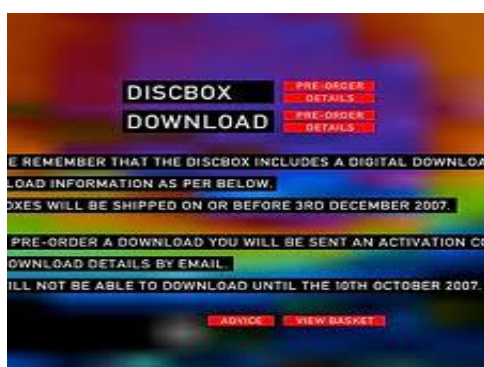 DISCBOX PRE-ORDER
DETAILS
DOWNLOAD PRE-ORDER
DETAILS
E REMEMBER THAT THE DISCBOX INCLUDES A DIGITAL DOWNLOA
LOAD INFORMATION AS PER BELOW.
OXES WILL BE SHIPPED ON OR BEFORE 3RD DECEMBER 2007.
PRE-ORDER A DOWNLOAD YOU WILL BE SENT AN ACTIVATION CO
OWNLOAD DETAILS BY EMAIL.
ILL NOT BE ABLE TO DOWNLOAD UNTIL THE 10TH OCTOBER 2007.
ADVICE VIEW BASKET